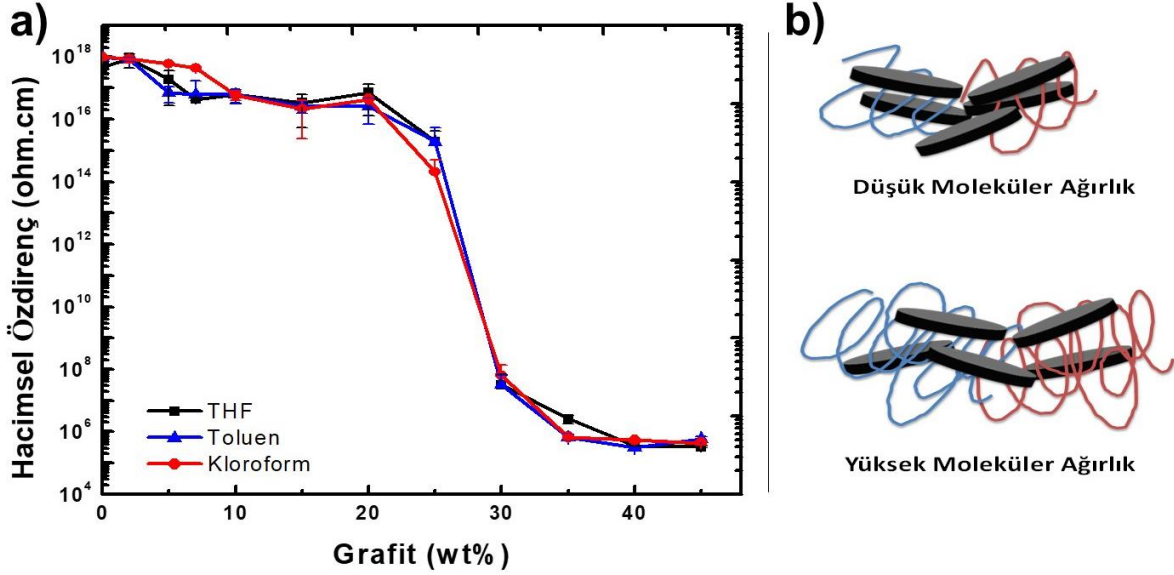 a)
Hacimsel Özdirenç (ohm.cm)
10^18
10^16
10^14
10^12
10^10
10^8
10^6
10^4
THF
Toluen
Kloroform
0 10 20 30 40
Grafit (wt%)
b)
Düşük Moleküler Ağırlık
Yüksek Moleküler Ağırlık